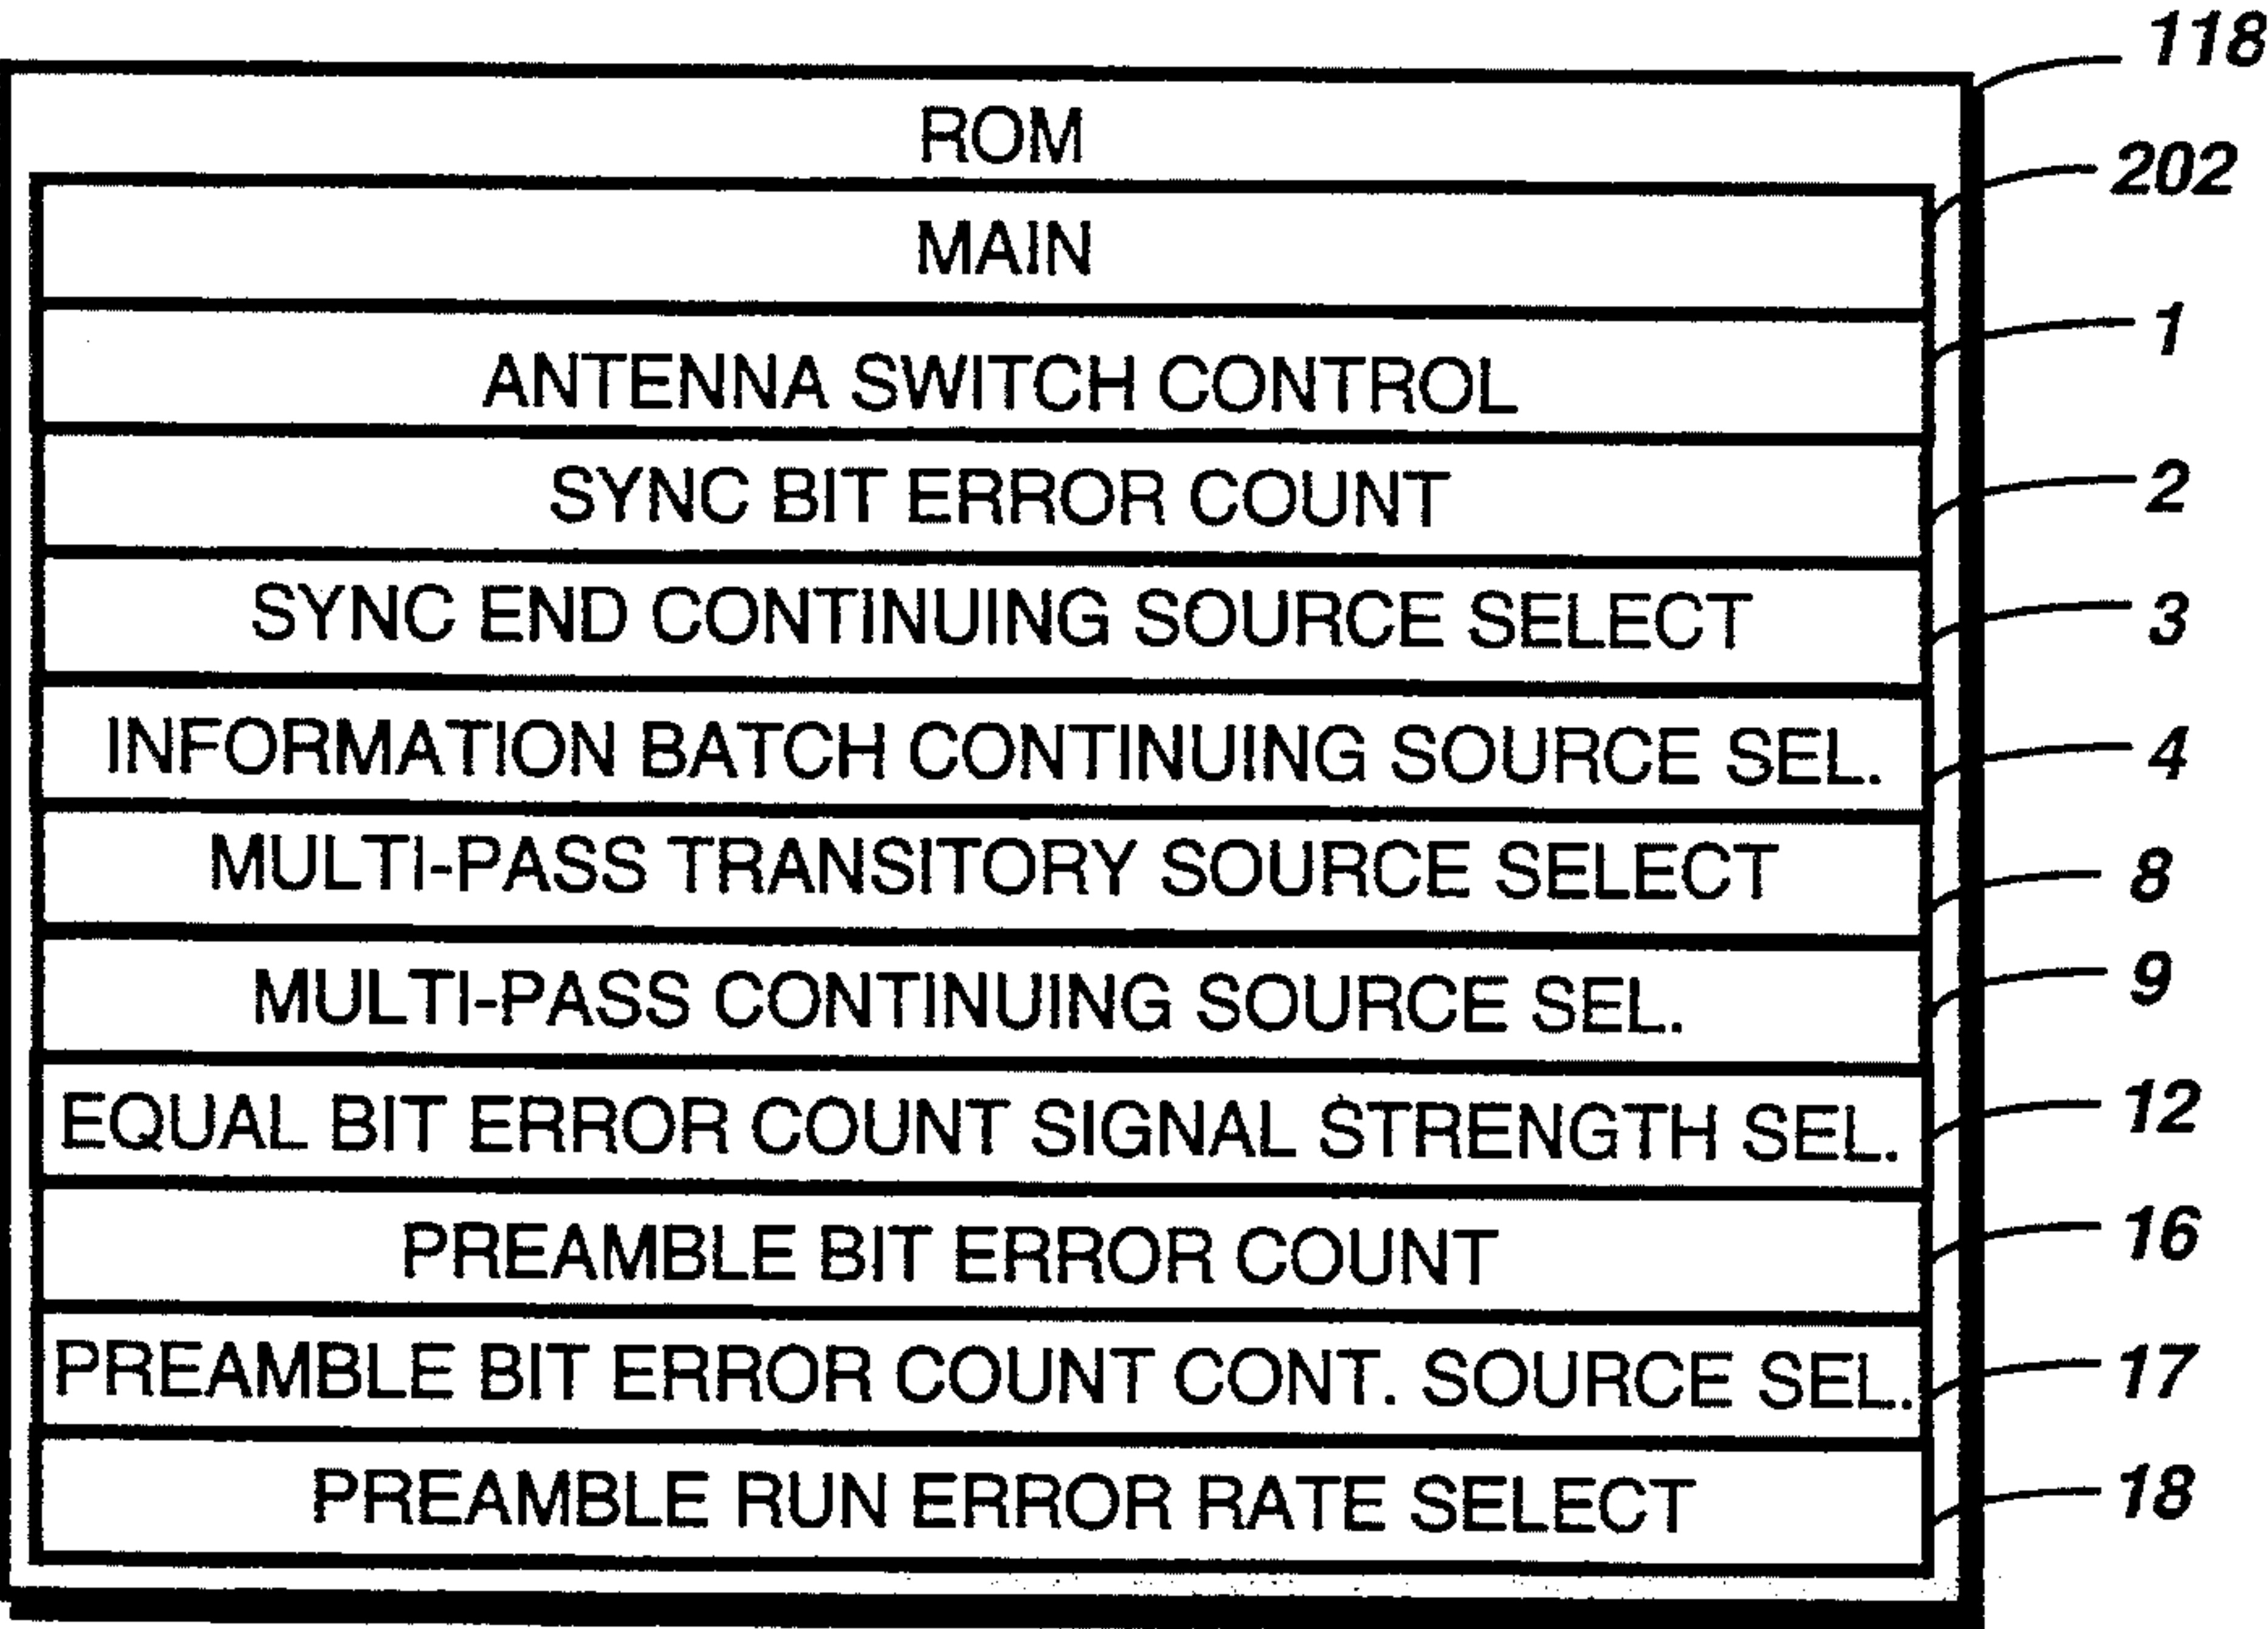 118
ROM
202
MAIN
1
ANTENNA SWITCH CONTROL
2
SYNC BIT ERROR COUNT
3
SYNC END CONTINUING SOURCE SELECT
4
INFORMATION BATCH CONTINUING SOURCE SEL.
8
MULTI-PASS TRANSITORY SOURCE SELECT
9
MULTI-PASS CONTINUING SOURCE SEL.
12
EQUAL BIT ERROR COUNT SIGNAL STRENGTH SEL.
16
PREAMBLE BIT ERROR COUNT
17
PREAMBLE BIT ERROR COUNT CONT. SOURCE SEL.
18
PREAMBLE RUN ERROR RATE SELECT